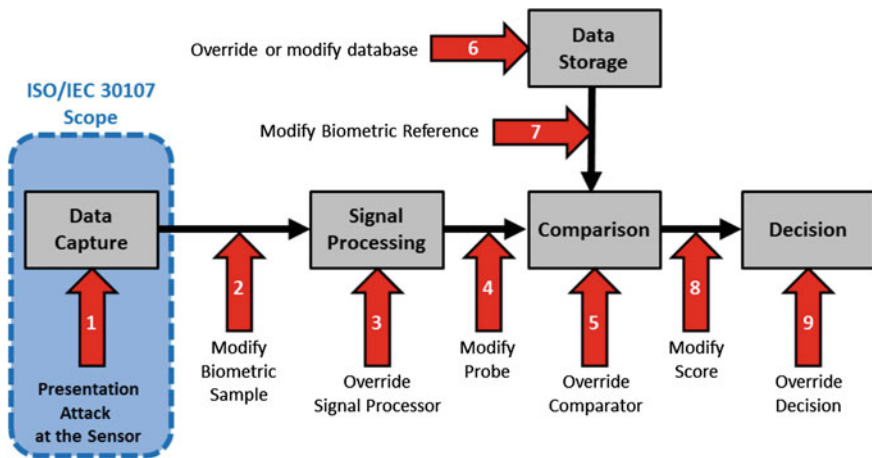 Override or modify database
6
Data
Storage
ISO/IEC 30107
Scope
Modify Biometric Reference
7
Data
Capture
Signal
Processing
Comparison
Decision
1
2
3
4
5
8
9
Presentation
Attack
at the Sensor
Modify
Biometric
Sample
Override
Signal Processor
Modify
Probe
Override
Comparator
Modify
Score
Override
Decision